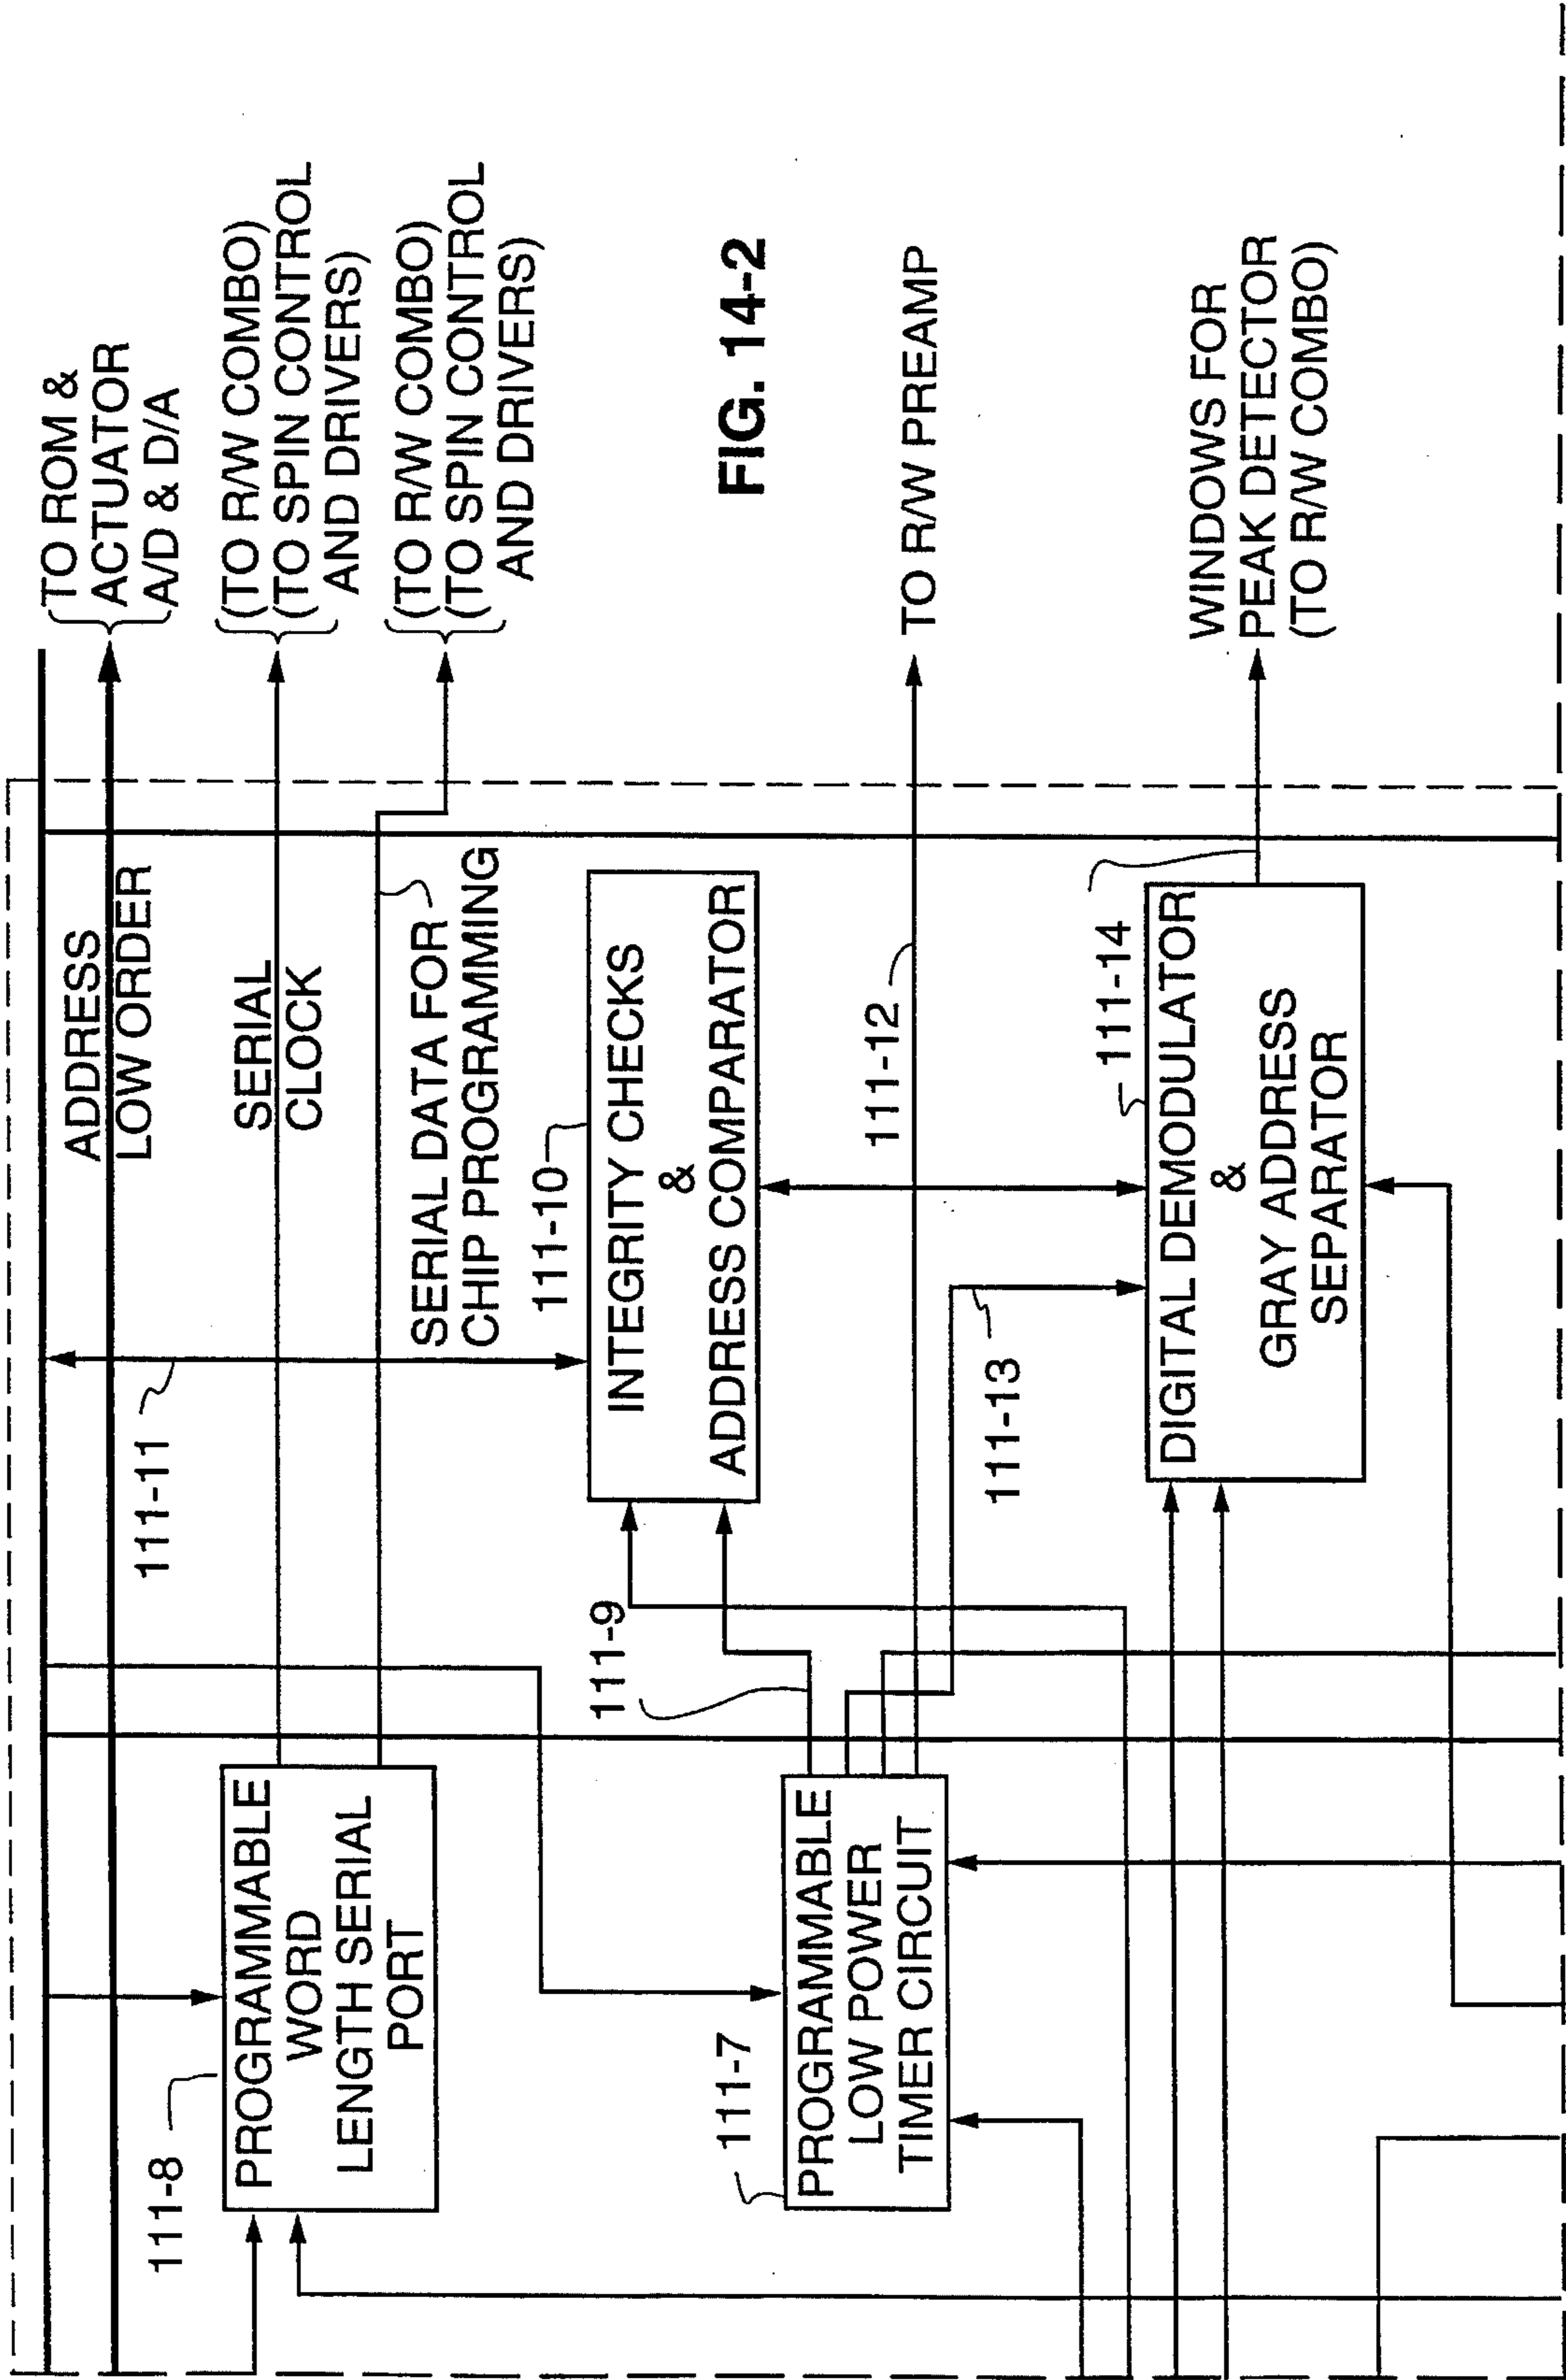 TO ROM &
ACTUATOR
A/D & D/A
ADDRESS
LOW ORDER
(TO R/W COMBO)
(TO SPIN CONTROL
AND DRIVERS)
SERIAL
CLOCK
(TO R/W COMBO)
(TO SPIN CONTROL
AND DRIVERS)
SERIAL DATA FOR
CHIP PROGRAMMING
111-11
111-8
PROGRAMMABLE
WORD
LENGTH SERIAL
PORT
111-10
INTEGRITY CHECKS
&
ADDRESS COMPARATOR
111-9
FIG. 14-2
111-7
PROGRAMMABLE
LOW POWER
TIMER CIRCUIT
111-12
TO R/W PREAMP
111-13
111-14
DIGITAL DEMODULATOR
&
GRAY ADDRESS
SEPARATOR
WINDOWS FOR
PEAK DETECTOR
(TO R/W COMBO)